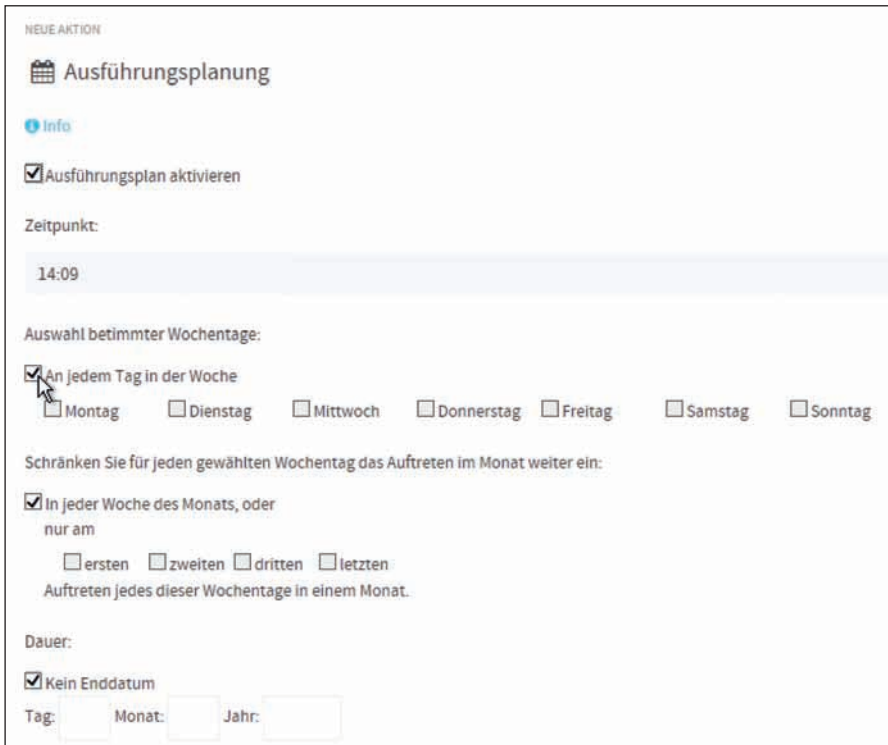 NEUE AKTION
Ausführungsplanung
Info
Ausführungsplan aktivieren
Zeitpunkt:
14:09
Auswahl betimmter Wochentage:
An jedem Tag in der Woche
Montag Dienstag Mittwoch Donnerstag Freitag Samstag Sonntag
Schränken Sie für jeden gewählten Wochentag das Auftreten im Monat weiter ein:
In jeder Woche des Monats, oder
nur am
ersten zweiten dritten letzten
Auftreten jedes dieser Wochentage in einem Monat.
Dauer:
Kein Enddatum
Tag: Monat: Jahr: